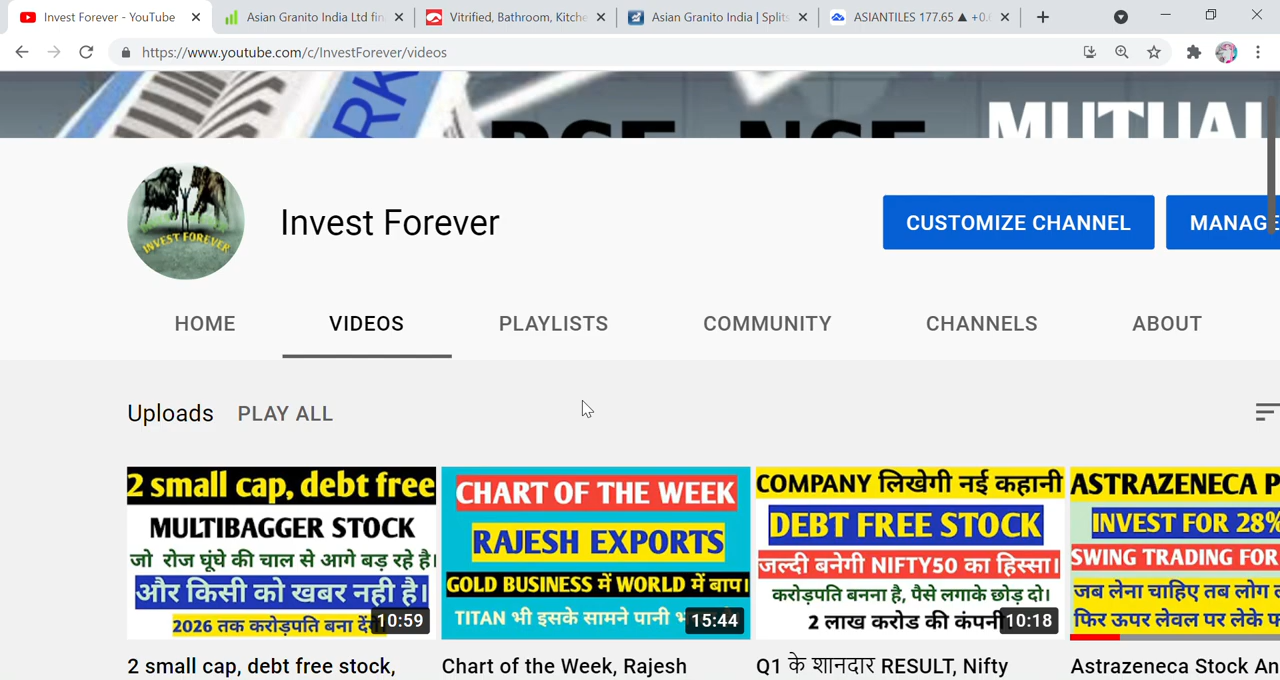 Invest Forever - YouTube
Asian Granito India Ltd fin
Vitrified, Bathroom, Kitche
Asian Granito India | Splits
ASIANTILES 177.65 ▲ +0.
https://www.youtube.com/c/InvestForever/videos
BSE NSE
MUTUAL
INVEST FOREVER
Invest Forever
CUSTOMIZE CHANNEL
MANAGE
HOME
VIDEOS
PLAYLISTS
COMMUNITY
CHANNELS
ABOUT
Uploads
PLAY ALL
2 small cap, debt free
MULTIBAGGER STOCK
जो रोज घूंघे की चाल से आगे बड़ रहे है।
और किसी को खबर नही है।
2026 तक करोड़पति बना
10:59
CHART OF THE WEEK
RAJESH EXPORTS
GOLD BUSINESS में WORLD में बाप।
TITAN भी इसके सामने पानी
15:44
COMPANY लिखेगी नई कहानी
DEBT FREE STOCK
जल्दी बनेगी NIFTY50 का हिस्सा।
करोड़पति बनना है, पैसे लगाके छोड़ दो।
2 लाख करोड की कंपनी
10:18
ASTRAZENECA P
INVEST FOR 28%
SWING TRADING FOR
जब लेना चाहिए तब लोग
फिर ऊपर लेवल पर लेके
2 small cap, debt free stock,
Chart of the Week, Rajesh
Q1 के शानदार RESULT, Nifty
Astrazeneca Stock An